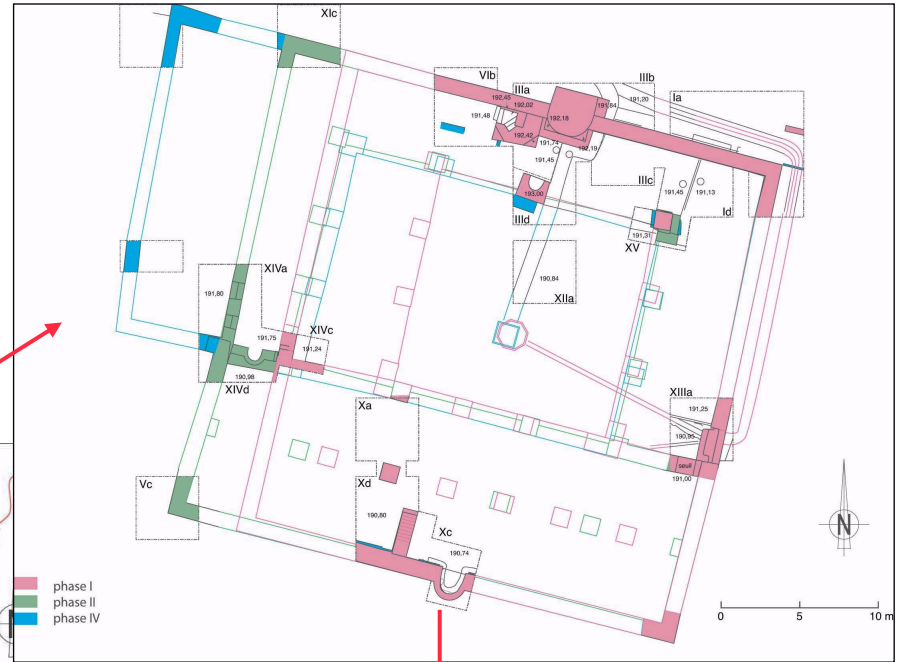 XIc
VIb
IIIa
IIIb
Ia
192,45
192,02
191,84
191,20
191,48
192,18
192,42
191,74
192,19
191,45
IIIc
191,45
191,13
193,00
Id
IIId
191,31
XV
XIVa
190,84
191,80
XIIa
XIVc
191,75
191,24
190,98
XIVd
XIIIa
Xa
191,25
190,95
seuil
191,00
Vc
Xd
190,80
Xc
190,74
N
phase I
phase II
phase IV
0 5 10 m